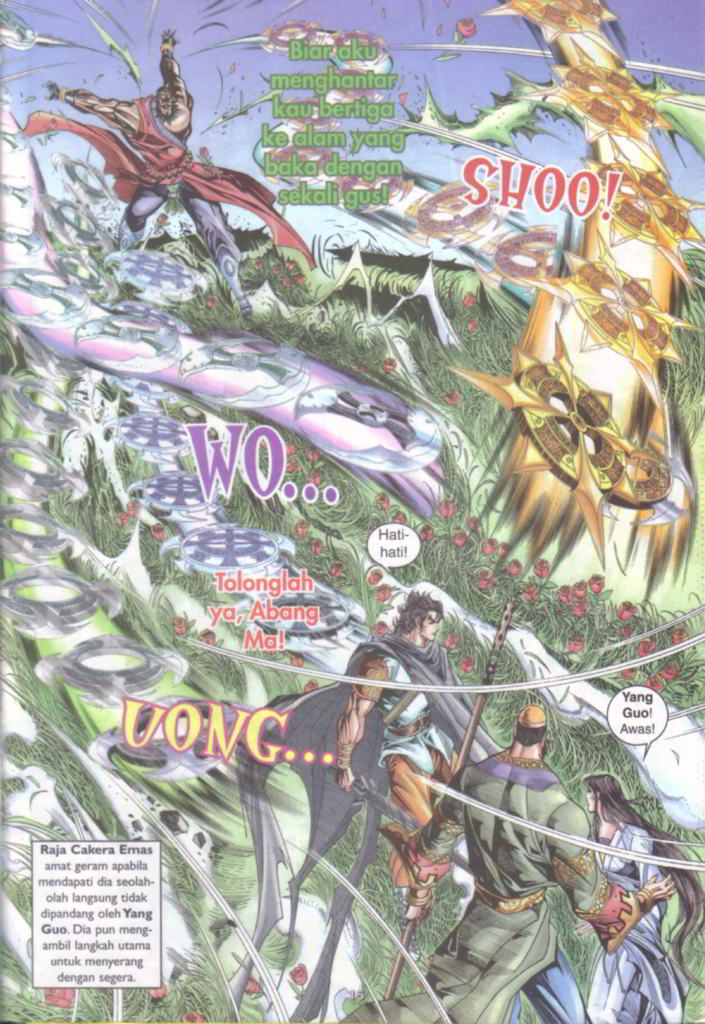 Biar aku
menghantar
kau bertiga
ke alam yang
baka dengan
sekali gus!
SHOO!
WO...
Hati-
hati!
Tolonglah
ya, Abang
Ma!
Yang
Guo!
Awas!
UONG...
Raja Cakera Emas
amat geram apabila
mendapati dia seolah-
olah langsung tidak
dipandang oleh Yang
Guo. Dia pun meng-
ambil langkah utama
untuk menyerang
dengan segera.
15